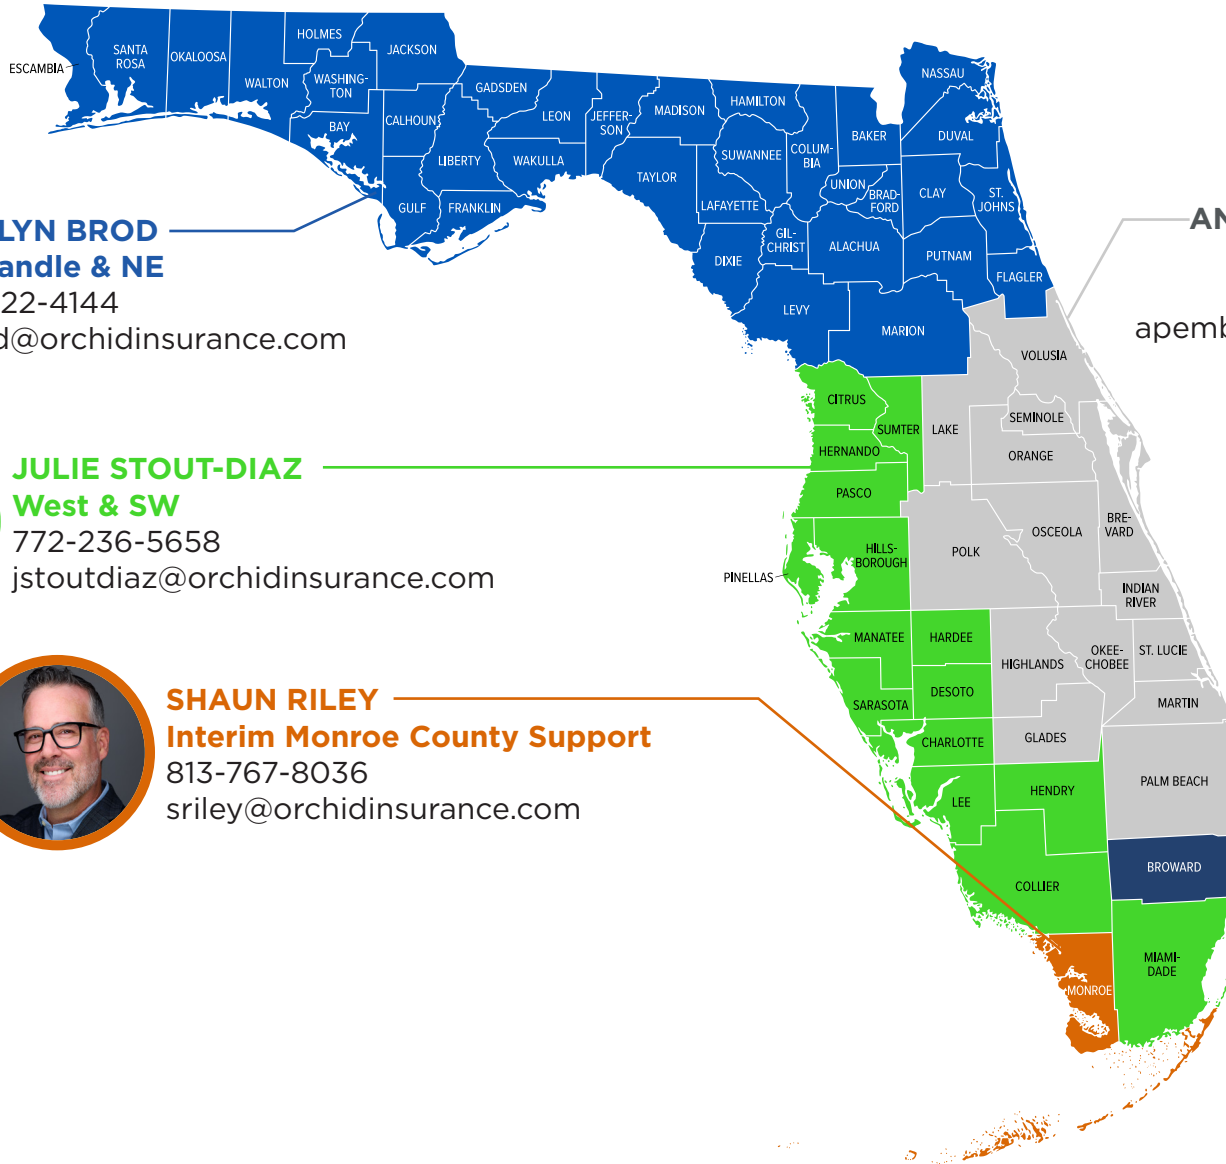 HOLMES
JACKSON
SANTA
ROSA
OKALOOSA
ESCAMBIA
WALTON
WASHING-
TON
BAY
CALHOUN
GADSDEN
LEON
JEFFER-
SON
MADISON
HAMILTON
NASSAU
BAKER
DUVAL
LIBERTY
WAKULLA
TAYLOR
SUWANNEE
COLUM-
BIA
UNION
BRAD-
FORD
CLAY
ST.
JOHNS
GULF
FRANKLIN
LAFAYETTE
GIL-
CHRIST
ALACHUA
PUTNAM
DIXIE
FLAGLER
LEVY
MARION
LYN BROD
andle & NE
22-4144
d@orchidinsurance.com
AN
apemb
VOLUSIA
CITRUS
SUMTER
LAKE
SEMINOLE
HERNANDO
ORANGE
PASCO
JULIE STOUT-DIAZ
West & SW
772-236-5658
jstoutdiaz@orchidinsurance.com
HILLS-
BOROUGH
POLK
OSCEOLA
BRE-
VARD
PINELLAS
INDIAN
RIVER
MANATEE
HARDEE
HIGHLANDS
OKEE-
CHOBEE
ST. LUCIE
SARASOTA
DESOTO
MARTIN
CHARLOTTE
GLADES
LEE
HENDRY
PALM BEACH
SHAUN RILEY
Interim Monroe County Support
813-767-8036
sriley@orchidinsurance.com
COLLIER
BROWARD
MIAMI-
DADE
MONROE